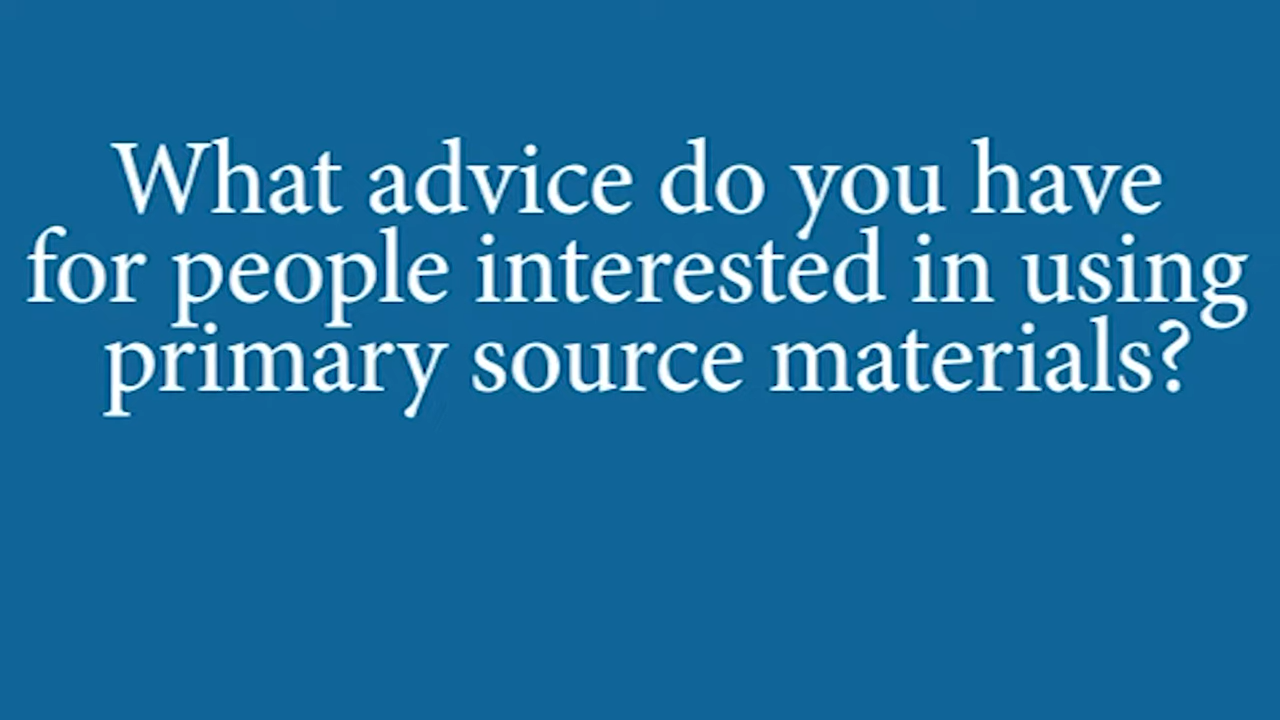 What advice do you have
for people interested in using
primary source materials?